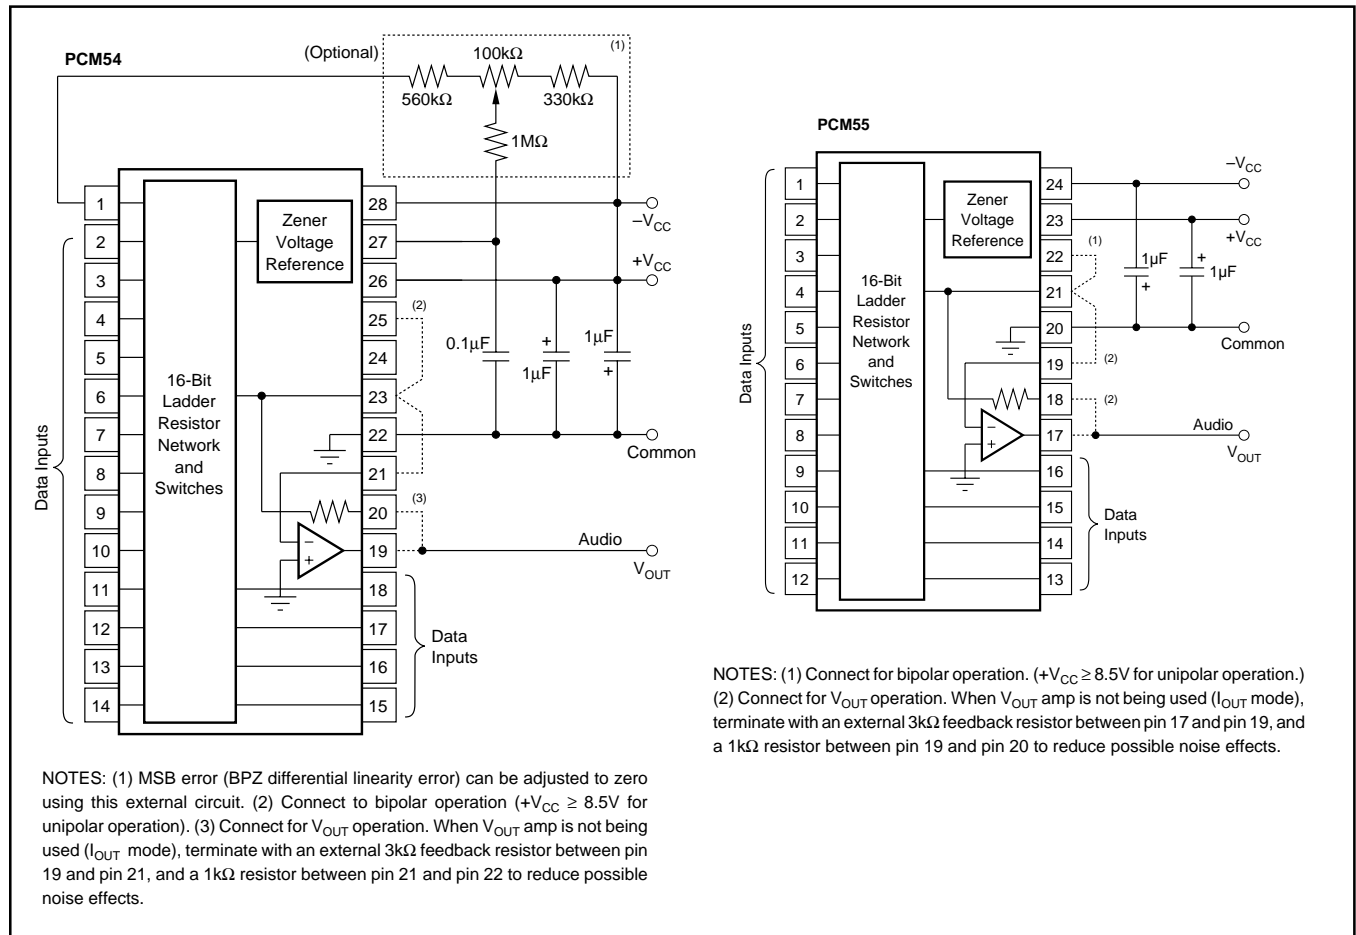 PCM54
(Optional)
(1)
100kΩ
560kΩ
330kΩ
1MΩ
1
2
3
4
5
6
7
8
9
10
11
12
13
14
Data Inputs
16-Bit
Ladder
Resistor
Network
and
Switches
Zener
Voltage
Reference
28
27
26
25
24
23
22
21
20
19
18
17
16
15
–VCC
+VCC
(2)
0.1µF
+
1µF
1µF
+
Common
(3)
–
+
Audio
VOUT
Data
Inputs
NOTES: (1) MSB error (BPZ differential linearity error) can be adjusted to zero
using this external circuit. (2) Connect to bipolar operation (+VCC ≥ 8.5V for
unipolar operation). (3) Connect for VOUT operation. When VOUT amp is not being
used (IOUT mode), terminate with an external 3kΩ feedback resistor between pin
19 and pin 21, and a 1kΩ resistor between pin 21 and pin 22 to reduce possible
noise effects.
PCM55
1
2
3
4
5
6
7
8
9
10
11
12
Data Inputs
16-Bit
Ladder
Resistor
Network
and
Switches
Zener
Voltage
Reference
24
23
22
21
20
19
18
17
16
15
14
13
–VCC
+VCC
(1)
1µF
+
+
1µF
Common
(2)
(2)
–
+
Audio
VOUT
Data
Inputs
NOTES: (1) Connect for bipolar operation. (+VCC ≥ 8.5V for unipolar operation.)
(2) Connect for VOUT operation. When VOUT amp is not being used (IOUT mode),
terminate with an external 3kΩ feedback resistor between pin 17 and pin 19, and
a 1kΩ resistor between pin 19 and pin 20 to reduce possible noise effects.